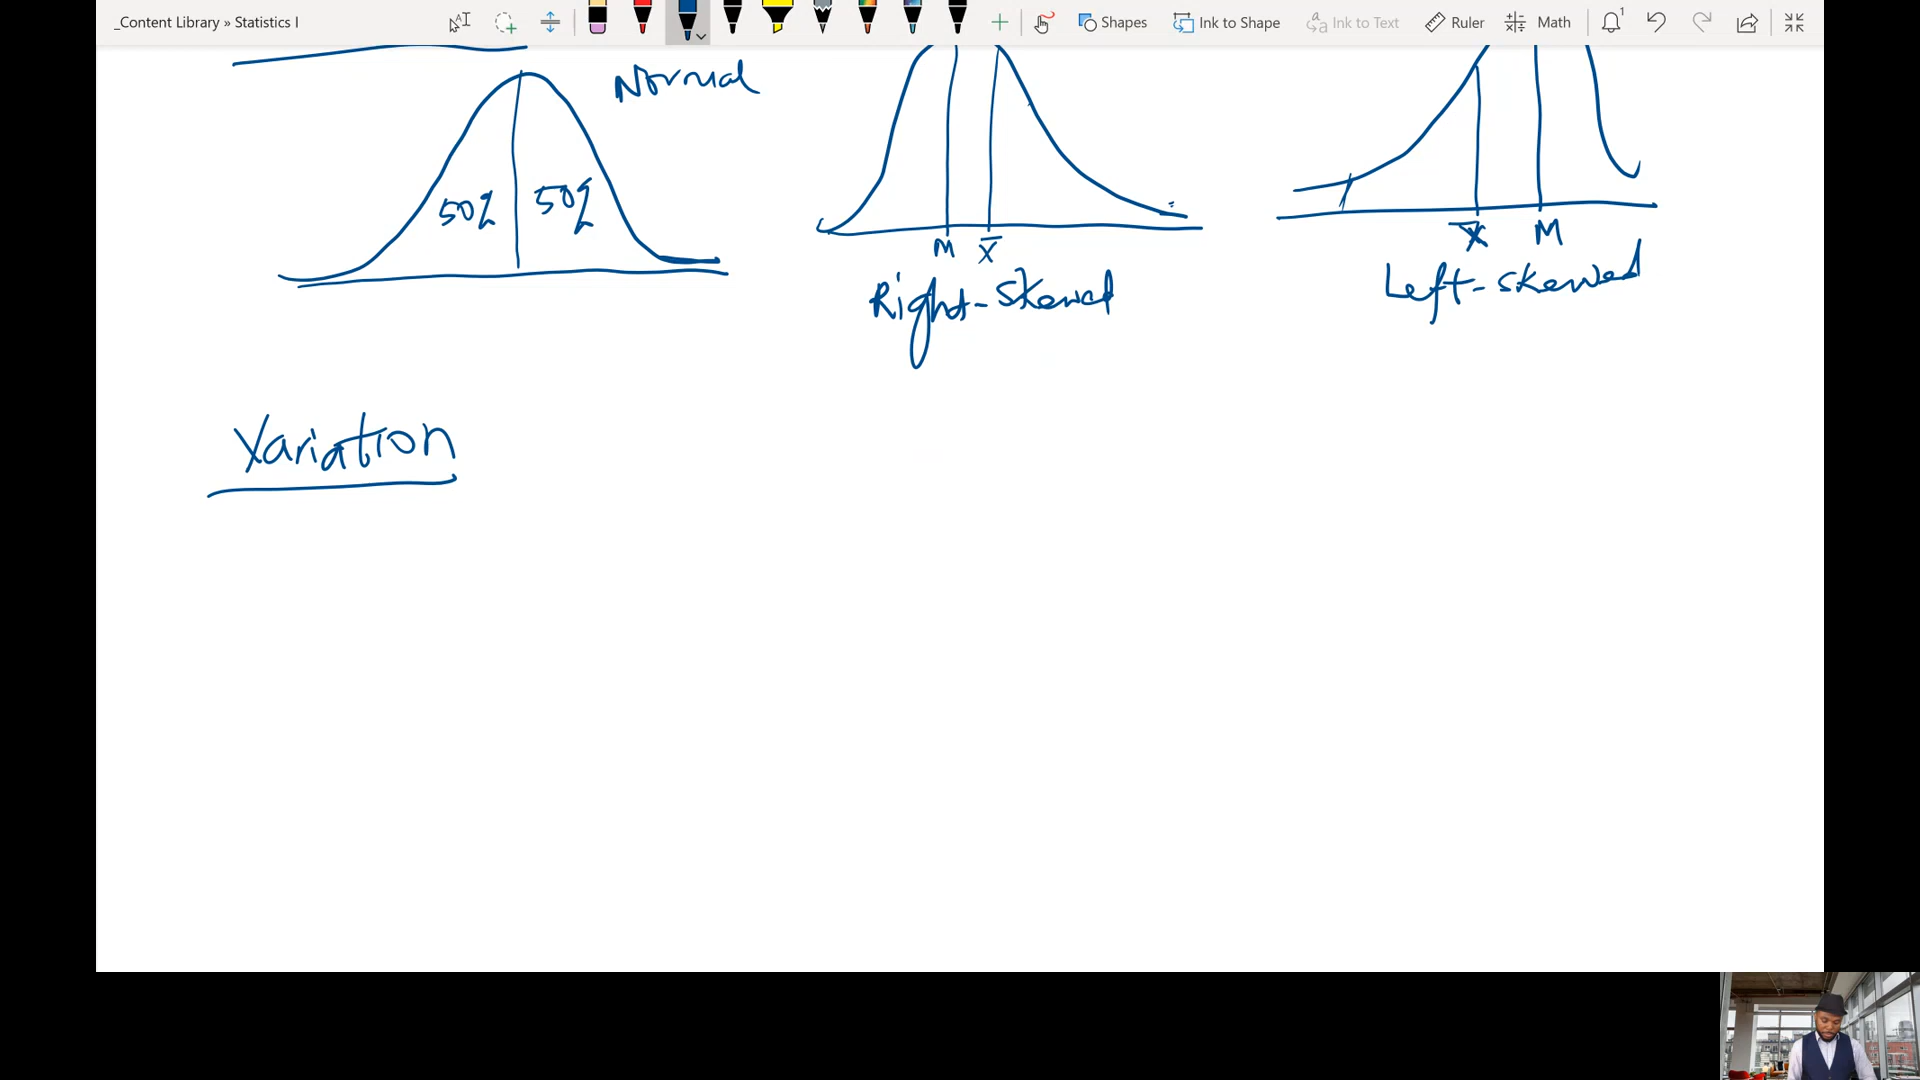 _Content Library » Statistics I
Shapes
Ink to Shape
Ink to Text
Ruler
Math
1
Normal
50%
50%
M
X̅
Right-Skewed
X̅
M
Left-skewed
Variation